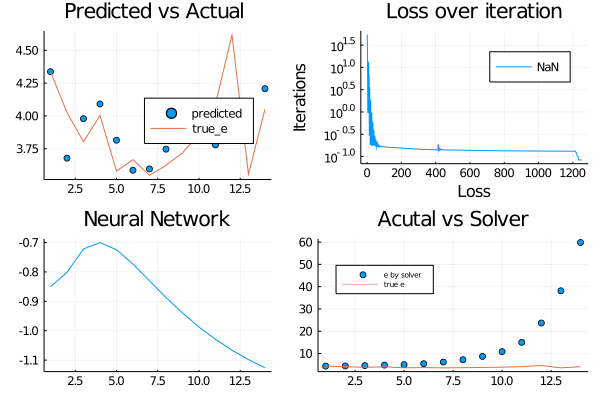 Predicted vs Actual
4.50
4.25
4.00
3.75
predicted
true_e
2.5 5.0 7.5 10.0 12.5
Loss over iteration
Iterations
10^1.5
10^1.0
10^0.5
10^0.0
10^-0.5
10^-1.0
NaN
0 200 400 600 800 1000 1200
Loss
Neural Network
-0.7
-0.8
-0.9
-1.0
-1.1
2.5 5.0 7.5 10.0 12.5
Acutal vs Solver
60
50
40
30
20
10
e by solver
true e
2.5 5.0 7.5 10.0 12.5